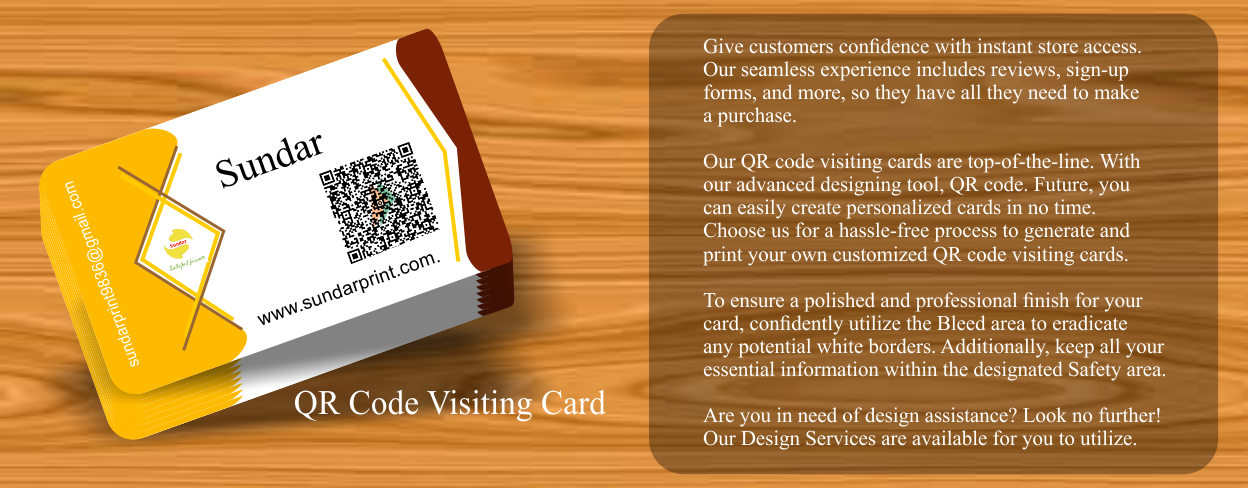 Sundar
sundarprint9836@gmail.com
Sundar
www.sundarprint.com.
QR Code Visiting Card
Give customers confidence with instant store access.
Our seamless experience includes reviews, sign-up
forms, and more, so they have all they need to make
a purchase.
Our QR code visiting cards are top-of-the-line. With
our advanced designing tool, QR code. Future, you
can easily create personalized cards in no time.
Choose us for a hassle-free process to generate and
print your own customized QR code visiting cards.
To ensure a polished and professional finish for your
card, confidently utilize the Bleed area to eradicate
any potential white borders. Additionally, keep all your
essential information within the designated Safety area.
Are you in need of design assistance? Look no further!
Our Design Services are available for you to utilize.